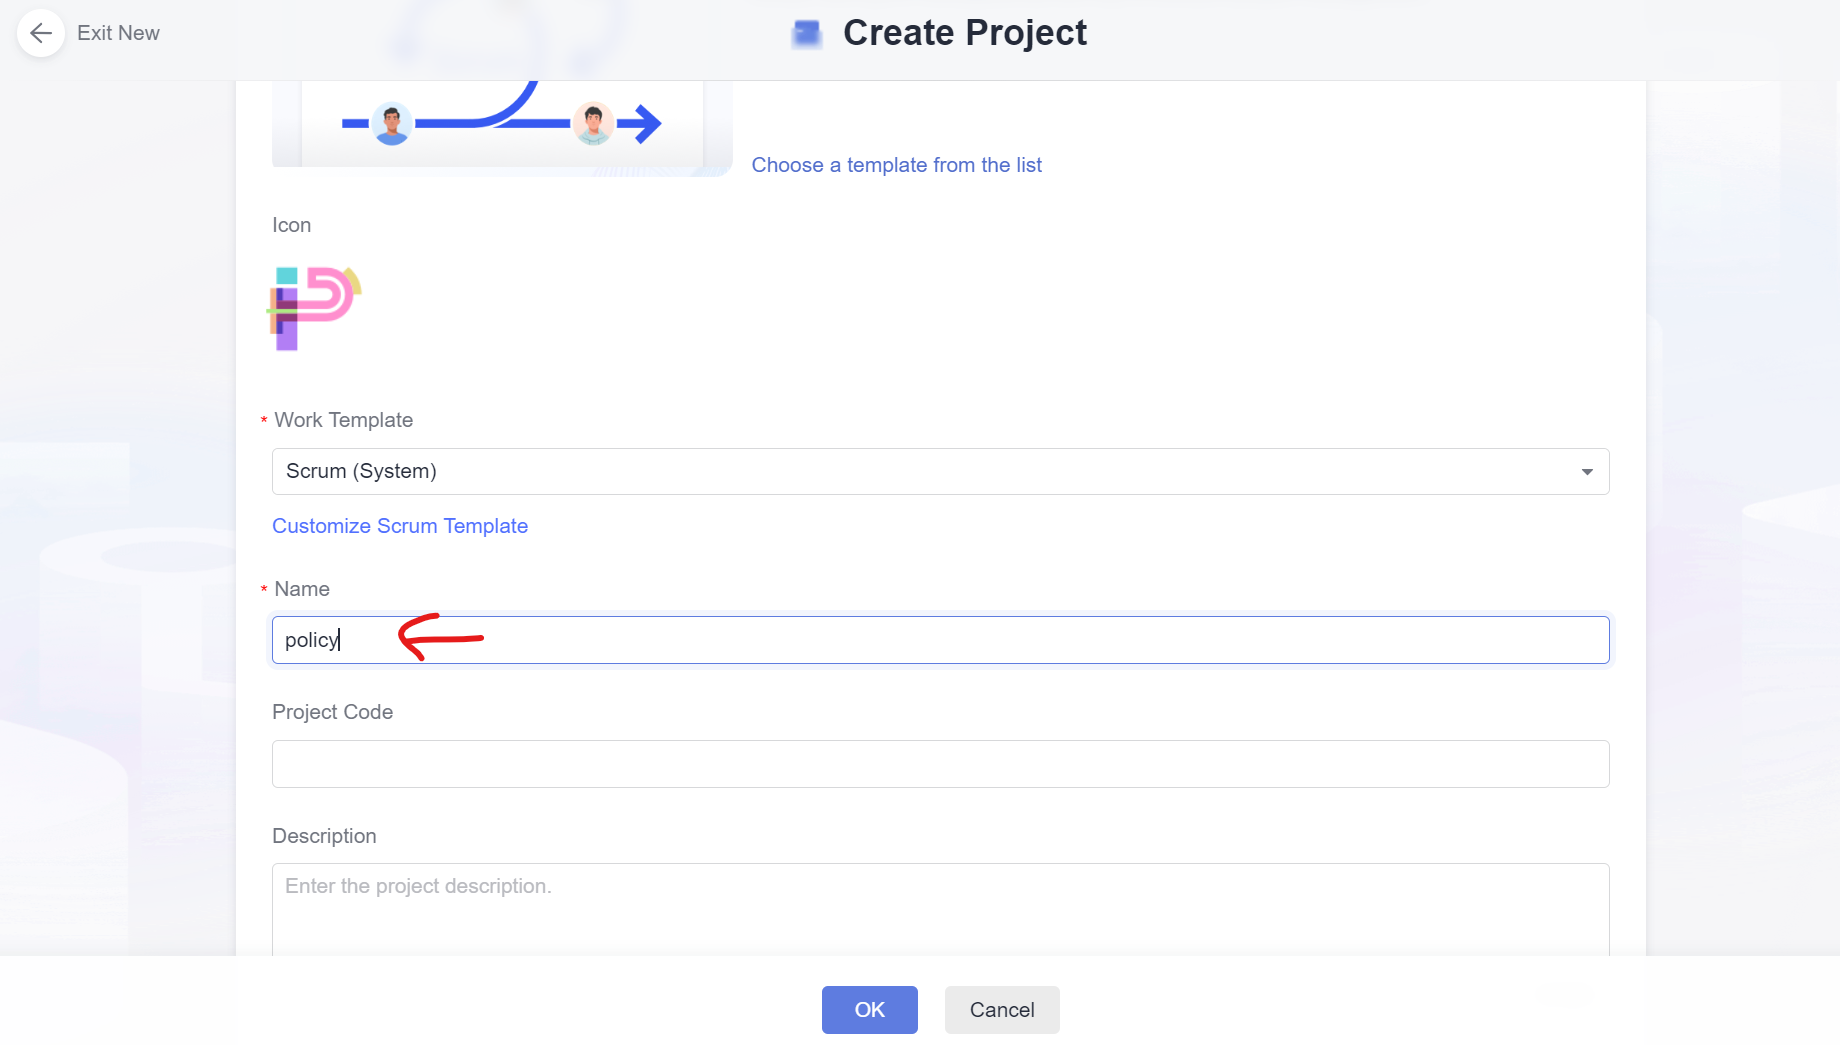 Exit New
Create Project
Choose a template from the list
Icon
* Work Template
Scrum (System)
Customize Scrum Template
* Name
policy
Project Code
Description
Enter the project description.
OK
Cancel